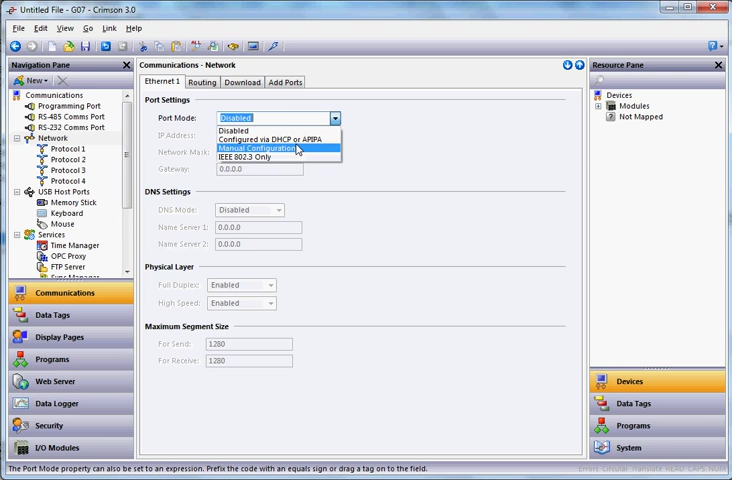 Untitled File - G07 - Crimson 3.0
File Edit View Go Link Help
Navigation Pane
New
Communications
Programming Port
RS-485 Comms Port
RS-232 Comms Port
Network
Protocol 1
Protocol 2
Protocol 3
Protocol 4
USB Host Ports
Memory Stick
Keyboard
Mouse
Services
Time Manager
OPC Proxy
FTP Server
Sync Manager
Communications
Data Tags
Display Pages
Programs
Web Server
Data Logger
Security
I/O Modules
Communications - Network
Ethernet 1 Routing Download Add Ports
Port Settings
Port Mode: Disabled
Disabled
Configured via DHCP or APIPA
Manual Configuration
IEEE 802.3 Only
IP Address:
Network Mask:
Gateway: 0.0.0.0
DNS Settings
DNS Mode: Disabled
Name Server 1: 0.0.0.0
Name Server 2: 0.0.0.0
Physical Layer
Full Duplex: Enabled
High Speed: Enabled
Maximum Segment Size
For Send: 1280
For Receive: 1280
Resource Pane
Devices
Modules
Not Mapped
Devices
Data Tags
Programs
System
The Port Mode property can also be set to an expression. Prefix the code with an equals sign or drag a tag on to the field.
Errors Circular Translate READ CAPS NUM